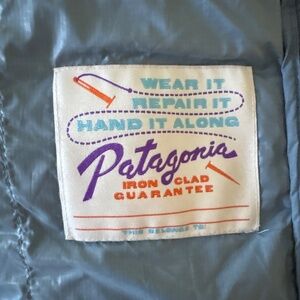 WEAR IT
REPAIR IT
HAND IT ALONG
Patagonia
IRON CLAD
GUARANTEE
THIS BELONGS TO: